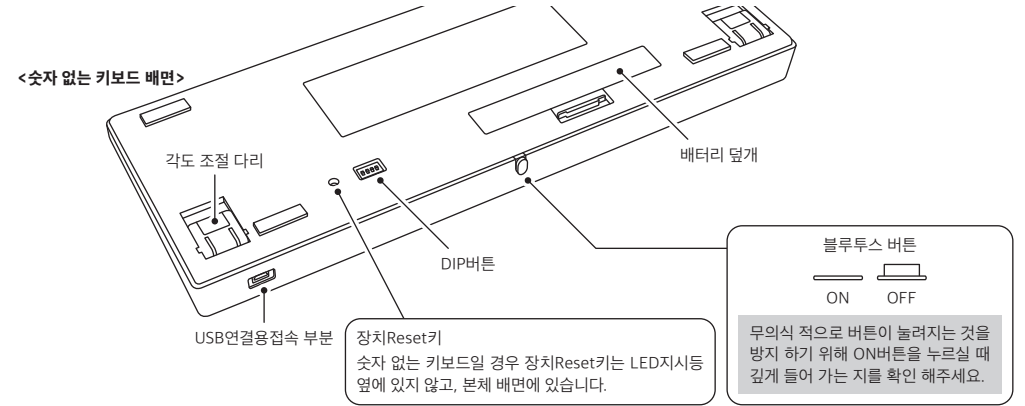 <숫자 없는 키보드 배면>
각도 조절 다리
배터리 덮개
DIP버튼
USB연결용접속 부분
장치Reset키
숫자 없는 키보드일 경우 장치Reset키는 LED지시등
옆에 있지 않고, 본체 배면에 있습니다.
블루투스 버튼
ON OFF
무의식 적으로 버튼이 눌려지는 것을
방지 하기 위해 ON버튼을 누르실 때
깊게 들어 가는 지를 확인 해주세요.